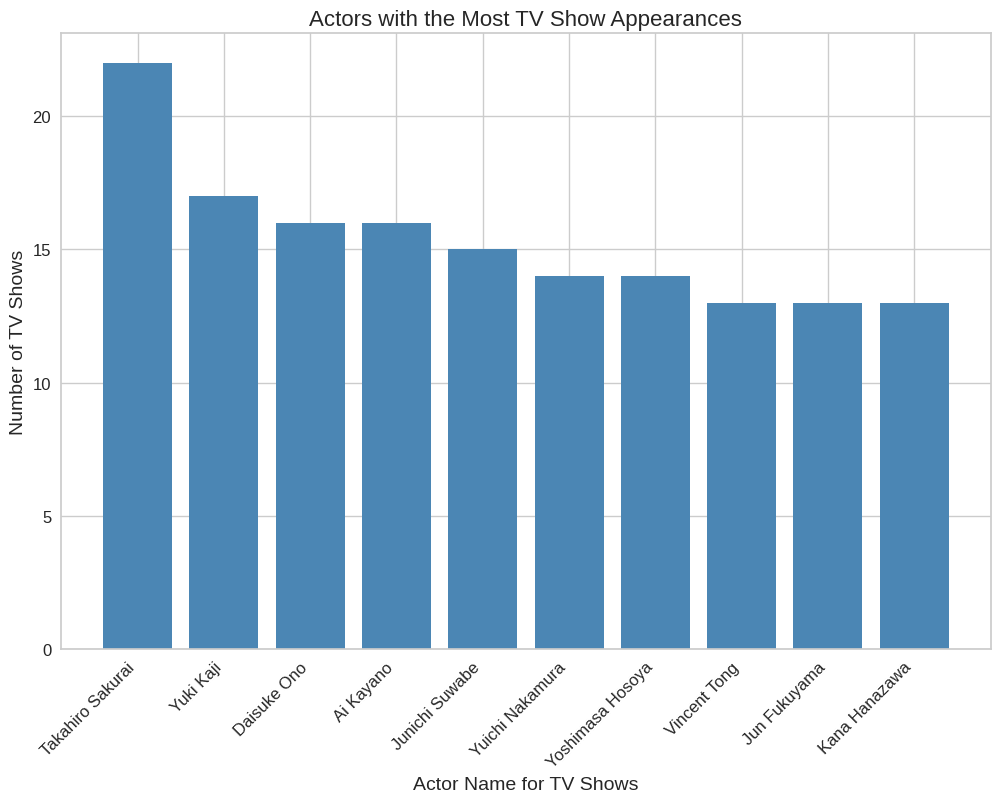 Actors with the Most TV Show Appearances
Number of TV Shows
20
15
10
5
0
Takahiro Sakurai
Yuki Kaji
Daisuke Ono
Ai Kayano
Junichi Suwabe
Yuichi Nakamura
Yoshimasa Hosoya
Vincent Tong
Jun Fukuyama
Kana Hanazawa
Actor Name for TV Shows